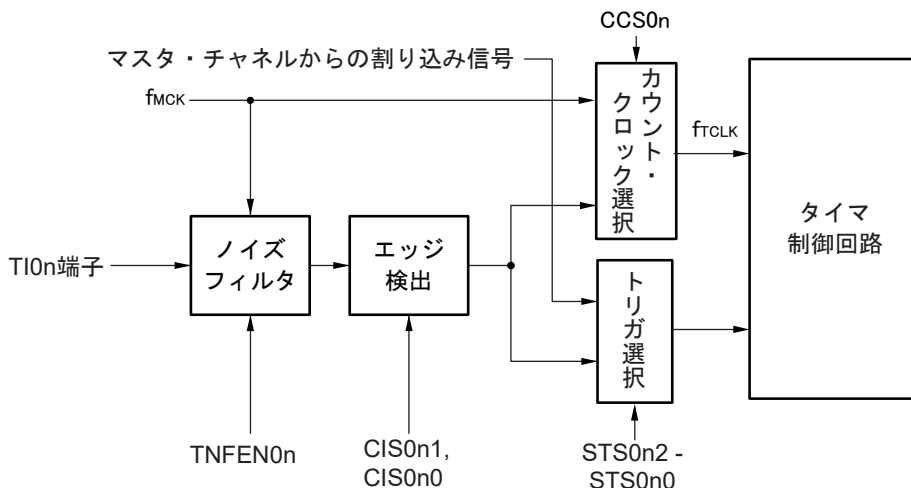 CCS0n
マスタ・チャネルからの割り込み信号
fMCK
カウント・
クロック選択
fTCLK
タイマ
制御回路
TI0n端子
ノイズ
フィルタ
エッジ
検出
トリガ選択
TNFEN0n
CIS0n1,
CIS0n0
STS0n2 -
STS0n0